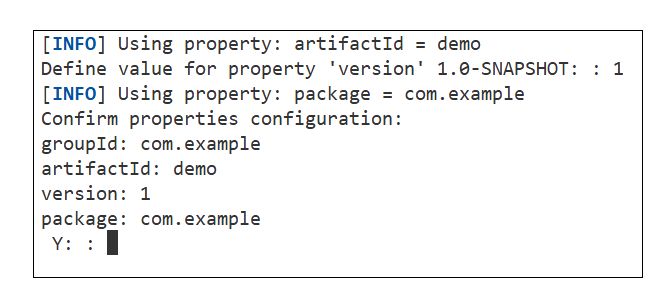 [INFO] Using property: artifactId = demo
Define value for property 'version' 1.0-SNAPSHOT: : 1
[INFO] Using property: package = com.example
Confirm properties configuration:
groupId: com.example
artifactId: demo
version: 1
package: com.example
Y: :